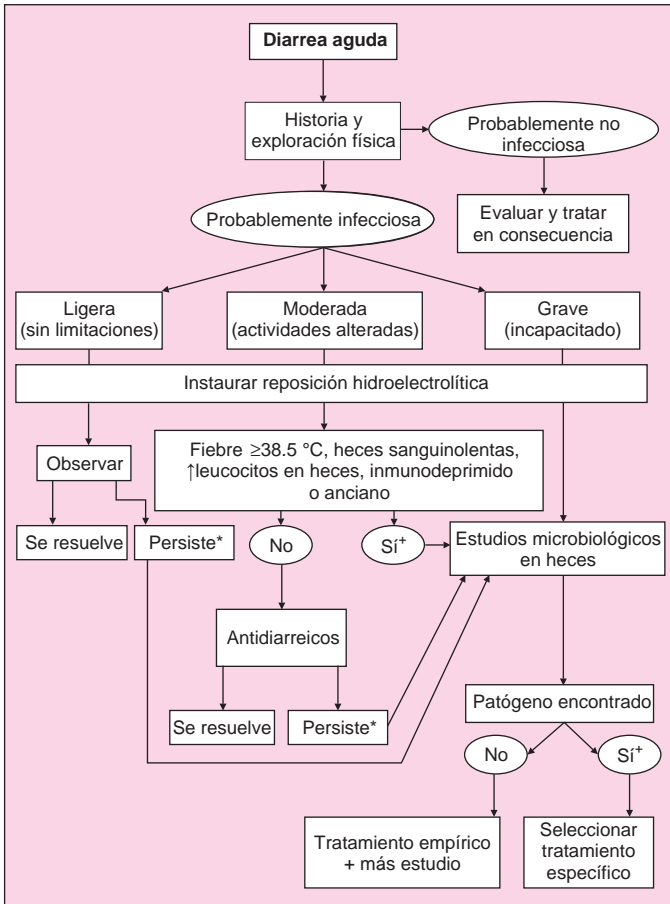 Diarrea aguda
Historia y
exploración física
Probablemente no
infecciosa
Probablemente infecciosa
Evaluar y tratar
en consecuencia
Ligera
(sin limitaciones)
Moderada
(actividades alteradas)
Grave
(incapacitado)
Instaurar reposición hidroelectrolítica
Observar
Fiebre ≥38.5 °C, heces sanguinolentas,
↑leucocitos en heces, inmunodeprimido
o anciano
Se resuelve
Persiste*
No
Sí+
Estudios microbiológicos
en heces
Antidiarreicos
Se resuelve
Persiste*
Patógeno encontrado
No
Sí+
Tratamiento empírico
+ más estudio
Seleccionar
tratamiento
específico